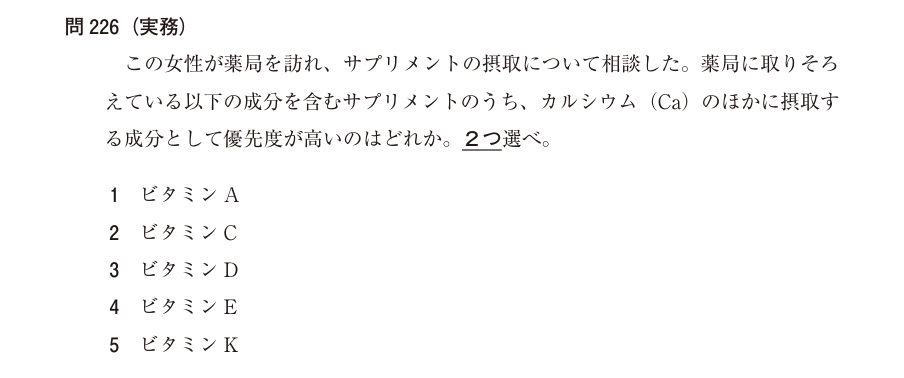 問 226（実務）
この女性が薬局を訪れ、サプリメントの摂取について相談した。薬局に取りそろ
えている以下の成分を含むサプリメントのうち、カルシウム（Ca）のほかに摂取す
る成分として優先度が高いのはどれか。２つ選べ。
1 ビタミン A
2 ビタミン C
3 ビタミン D
4 ビタミン E
5 ビタミン K